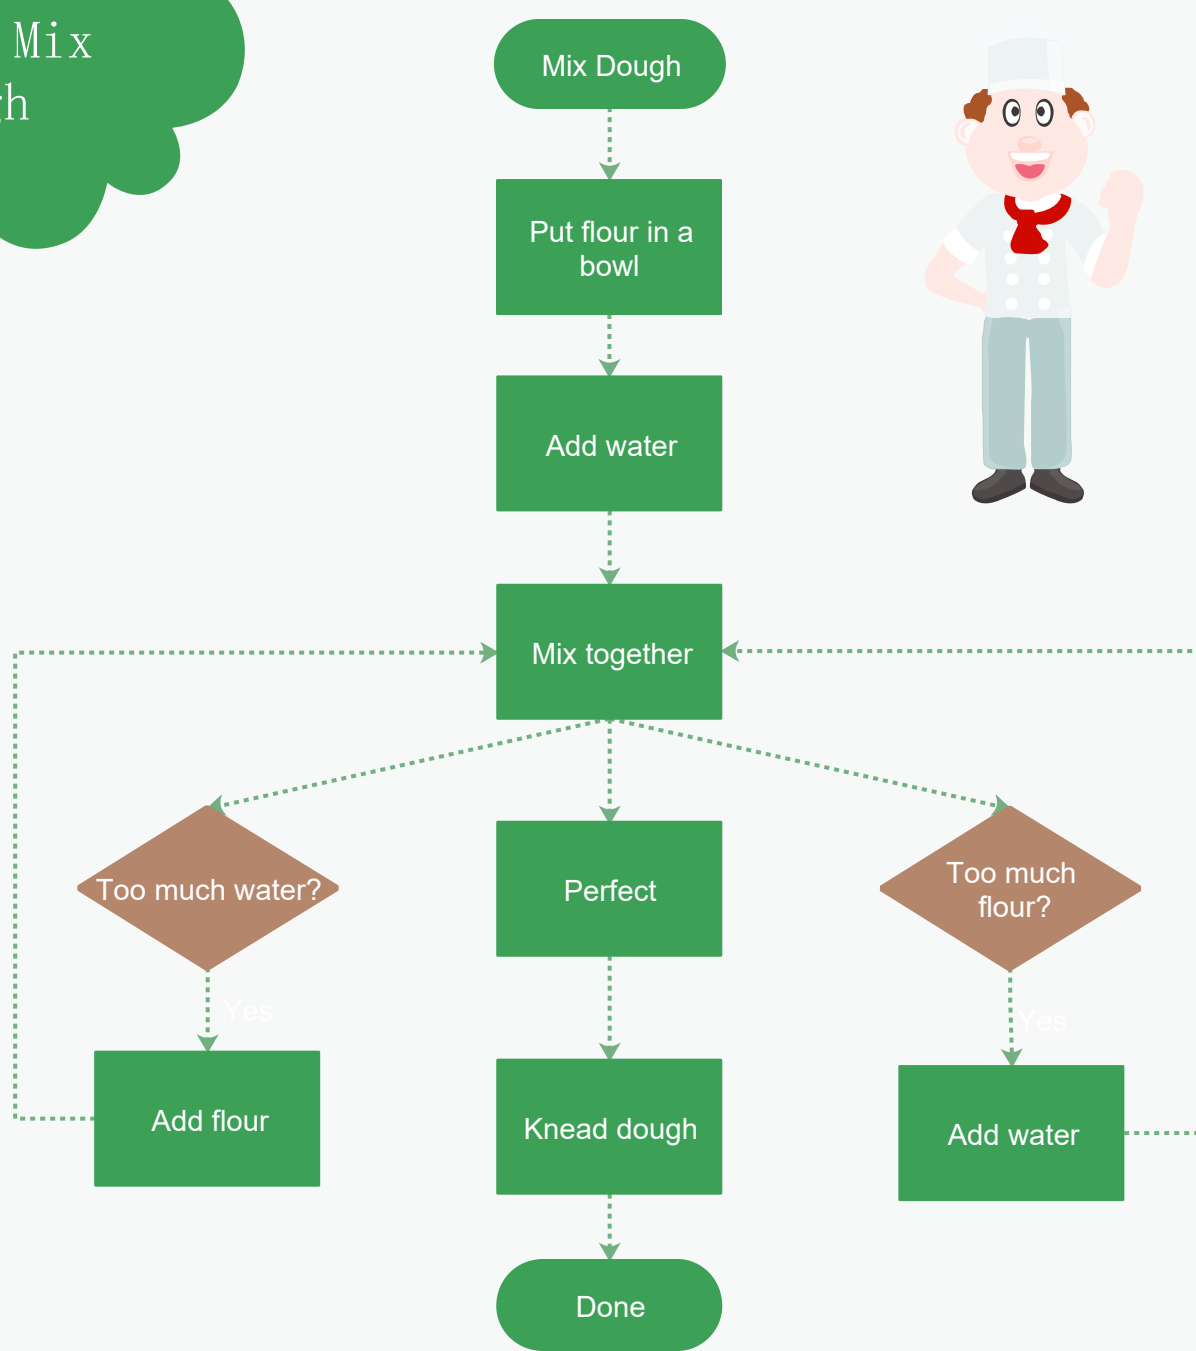 Mix
gh
Mix Dough
Put flour in a
bowl
Add water
Mix together
Too much water?
Perfect
Too much
flour?
Yes
Yes
Add flour
Knead dough
Add water
Done